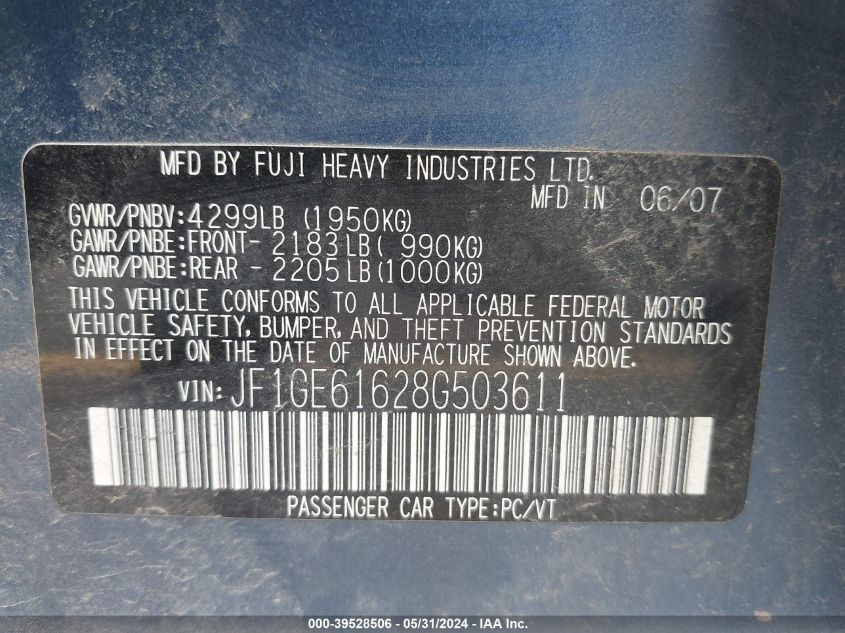 MFD BY FUJI HEAVY INDUSTRIES LTD.
MFD IN 06/07
GVWR/PNBV:4299LB (1950KG)
GAWR/PNBE:FRONT- 2183LB( 990KG)
GAWR/PNBE:REAR - 2205LB(1000KG)
THIS VEHICLE CONFORMS TO ALL APPLICABLE FEDERAL MOTOR
VEHICLE SAFETY, BUMPER, AND THEFT PREVENTION STANDARDS
IN EFFECT ON THE DATE OF MANUFACTURE SHOWN ABOVE.
VIN: JF1GE61628G503611
PASSENGER CAR TYPE:PC/VT
000-39528506 - 05/31/2024 - IAA Inc.